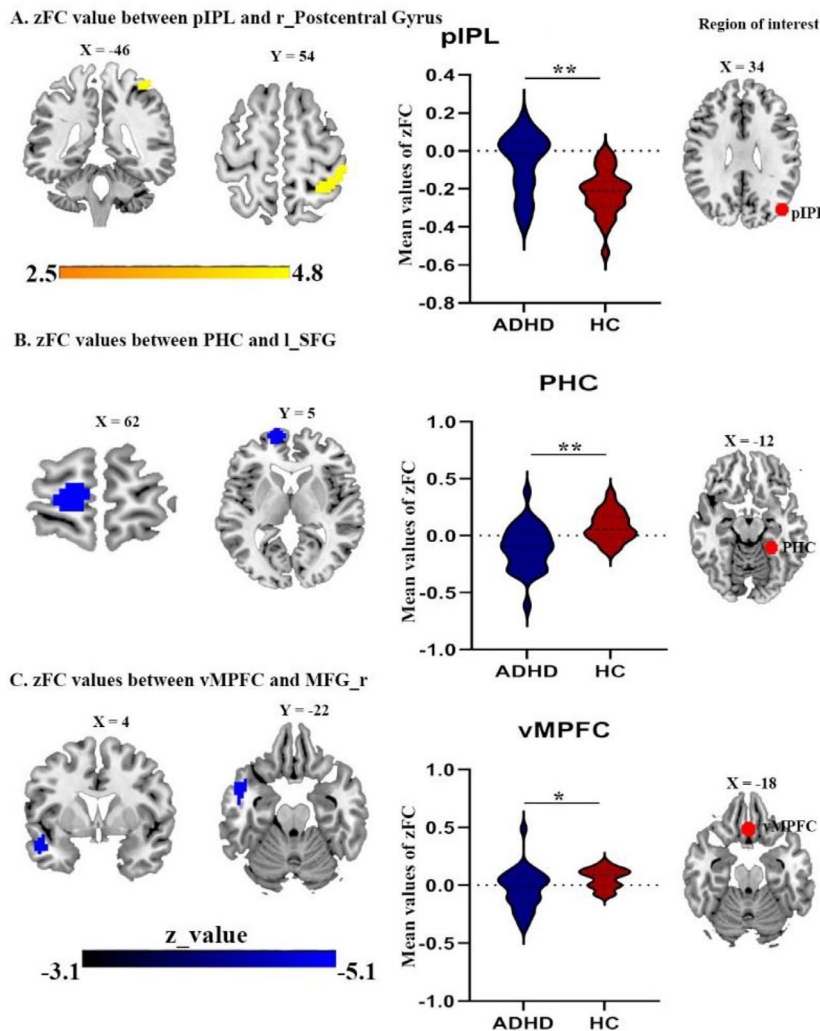 A. zFC value between pIPL and r_Postcentral Gyrus
X = -46
Y = 54
2.5
4.8
pIPL
**
Mean values of zFC
0.4
0.2
0.0
-0.2
-0.4
-0.6
-0.8
ADHD
HC
Region of interest
X = 34
pIPL
B. zFC values between PHC and l_SFG
X = 62
Y = 5
PHC
**
Mean values of zFC
1.0
0.5
0.0
-0.5
-1.0
ADHD
HC
X = -12
PHC
C. zFC values between vMPFC and MFG_r
X = 4
Y = -22
z_value
-3.1
-5.1
vMPFC
*
Mean values of zFC
1.0
0.5
0.0
-0.5
-1.0
ADHD
HC
X = -18
vMPFC